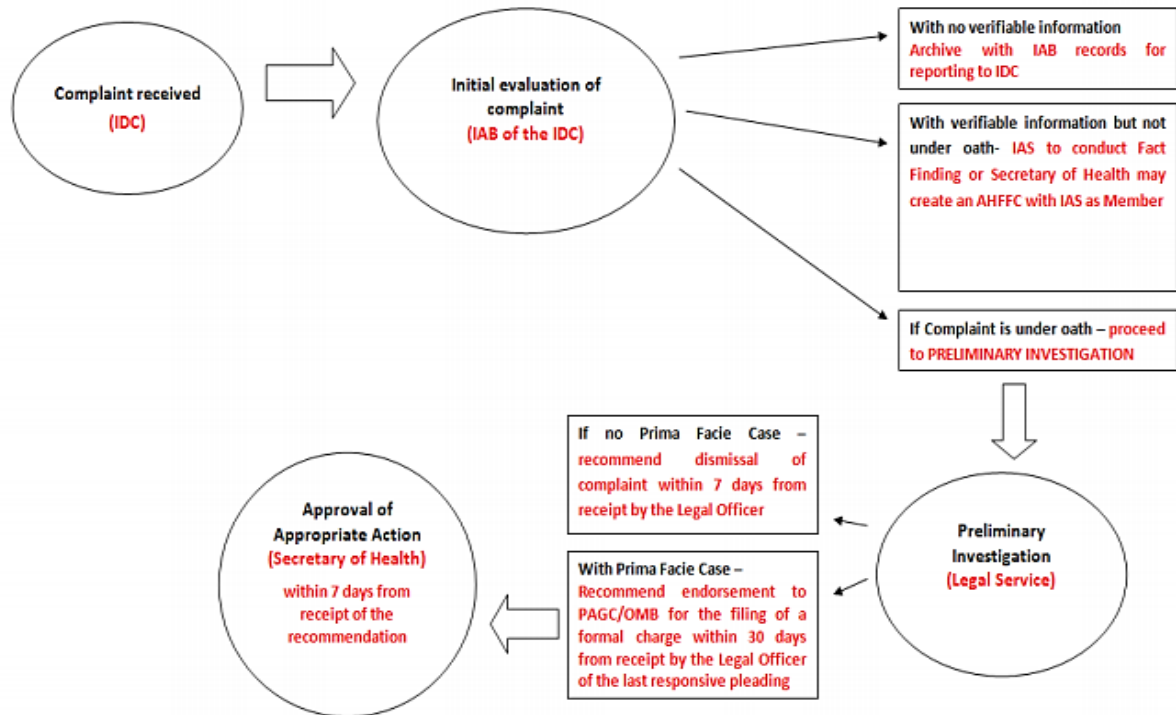 Complaint received
(IDC)
Initial evaluation of
complaint
(IAB of the IDC)
With no verifiable information
Archive with IAB records for
reporting to IDC
With verifiable information but not
under oath- IAS to conduct Fact
Finding or Secretary of Health may
create an AHFFC with IAS as Member
If Complaint is under oath – proceed
to PRELIMINARY INVESTIGATION
Preliminary
Investigation
(Legal Service)
If no Prima Facie Case –
recommend dismissal of
complaint within 7 days from
receipt by the Legal Officer
With Prima Facie Case –
Recommend endorsement to
PAGC/OMB for the filing of a
formal charge within 30 days
from receipt by the Legal Officer
of the last responsive pleading
Approval of
Appropriate Action
(Secretary of Health)
within 7 days from
receipt of the
recommendation